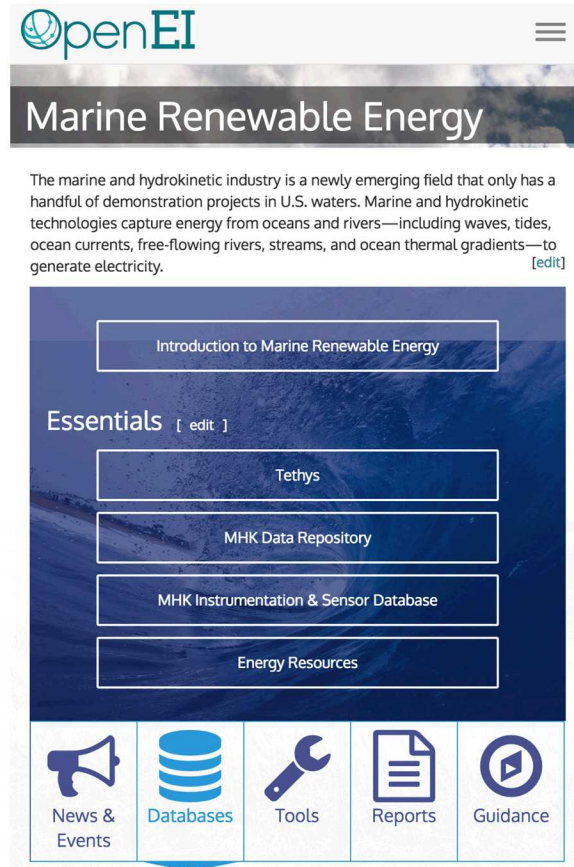 OpenEI
Marine Renewable Energy
The marine and hydrokinetic industry is a newly emerging field that only has a
handful of demonstration projects in U.S. waters. Marine and hydrokinetic
technologies capture energy from oceans and rivers—including waves, tides,
ocean currents, free-flowing rivers, streams, and ocean thermal gradients—to
generate electricity. [edit]
Introduction to Marine Renewable Energy
Essentials [ edit ]
Tethys
MHK Data Repository
MHK Instrumentation & Sensor Database
Energy Resources
News &
Events
Databases
Tools
Reports
Guidance